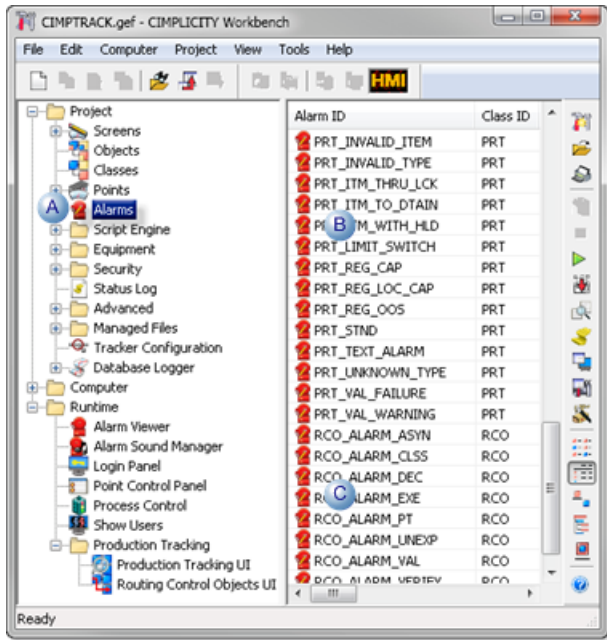 CIMPTRACK.gef - CIMPLICITY Workbench
File Edit Computer Project View Tools Help
HMI
Project
Screens
Objects
Classes
Points
A
Alarms
Script Engine
Equipment
Security
Status Log
Advanced
Managed Files
Tracker Configuration
Database Logger
Computer
Runtime
Alarm Viewer
Alarm Sound Manager
Login Panel
Point Control Panel
Process Control
Show Users
Production Tracking
Production Tracking UI
Routing Control Objects UI
Alarm ID Class ID
PRT_INVALID_ITEM PRT
PRT_INVALID_TYPE PRT
PRT_ITM_THRU_LCK PRT
PRT_ITM_TO_DTAIN PRT
B
TM_WITH_HLD PRT
PRT_LIMIT_SWITCH PRT
PRT_REG_CAP PRT
PRT_REG_LOC_CAP PRT
PRT_REG_OOS PRT
PRT_STND PRT
PRT_TEXT_ALARM PRT
PRT_UNKNOWN_TYPE PRT
PRT_VAL_FAILURE PRT
PRT_VAL_WARNING PRT
RCO_ALARM_ASYN RCO
RCO_ALARM_CLSS RCO
RCO_ALARM_DEC RCO
C
ALARM_EXE RCO
RCO_ALARM_PT RCO
RCO_ALARM_UNEXP RCO
RCO_ALARM_VAL RCO
RCO_ALARM_VERIFY RCO
Ready